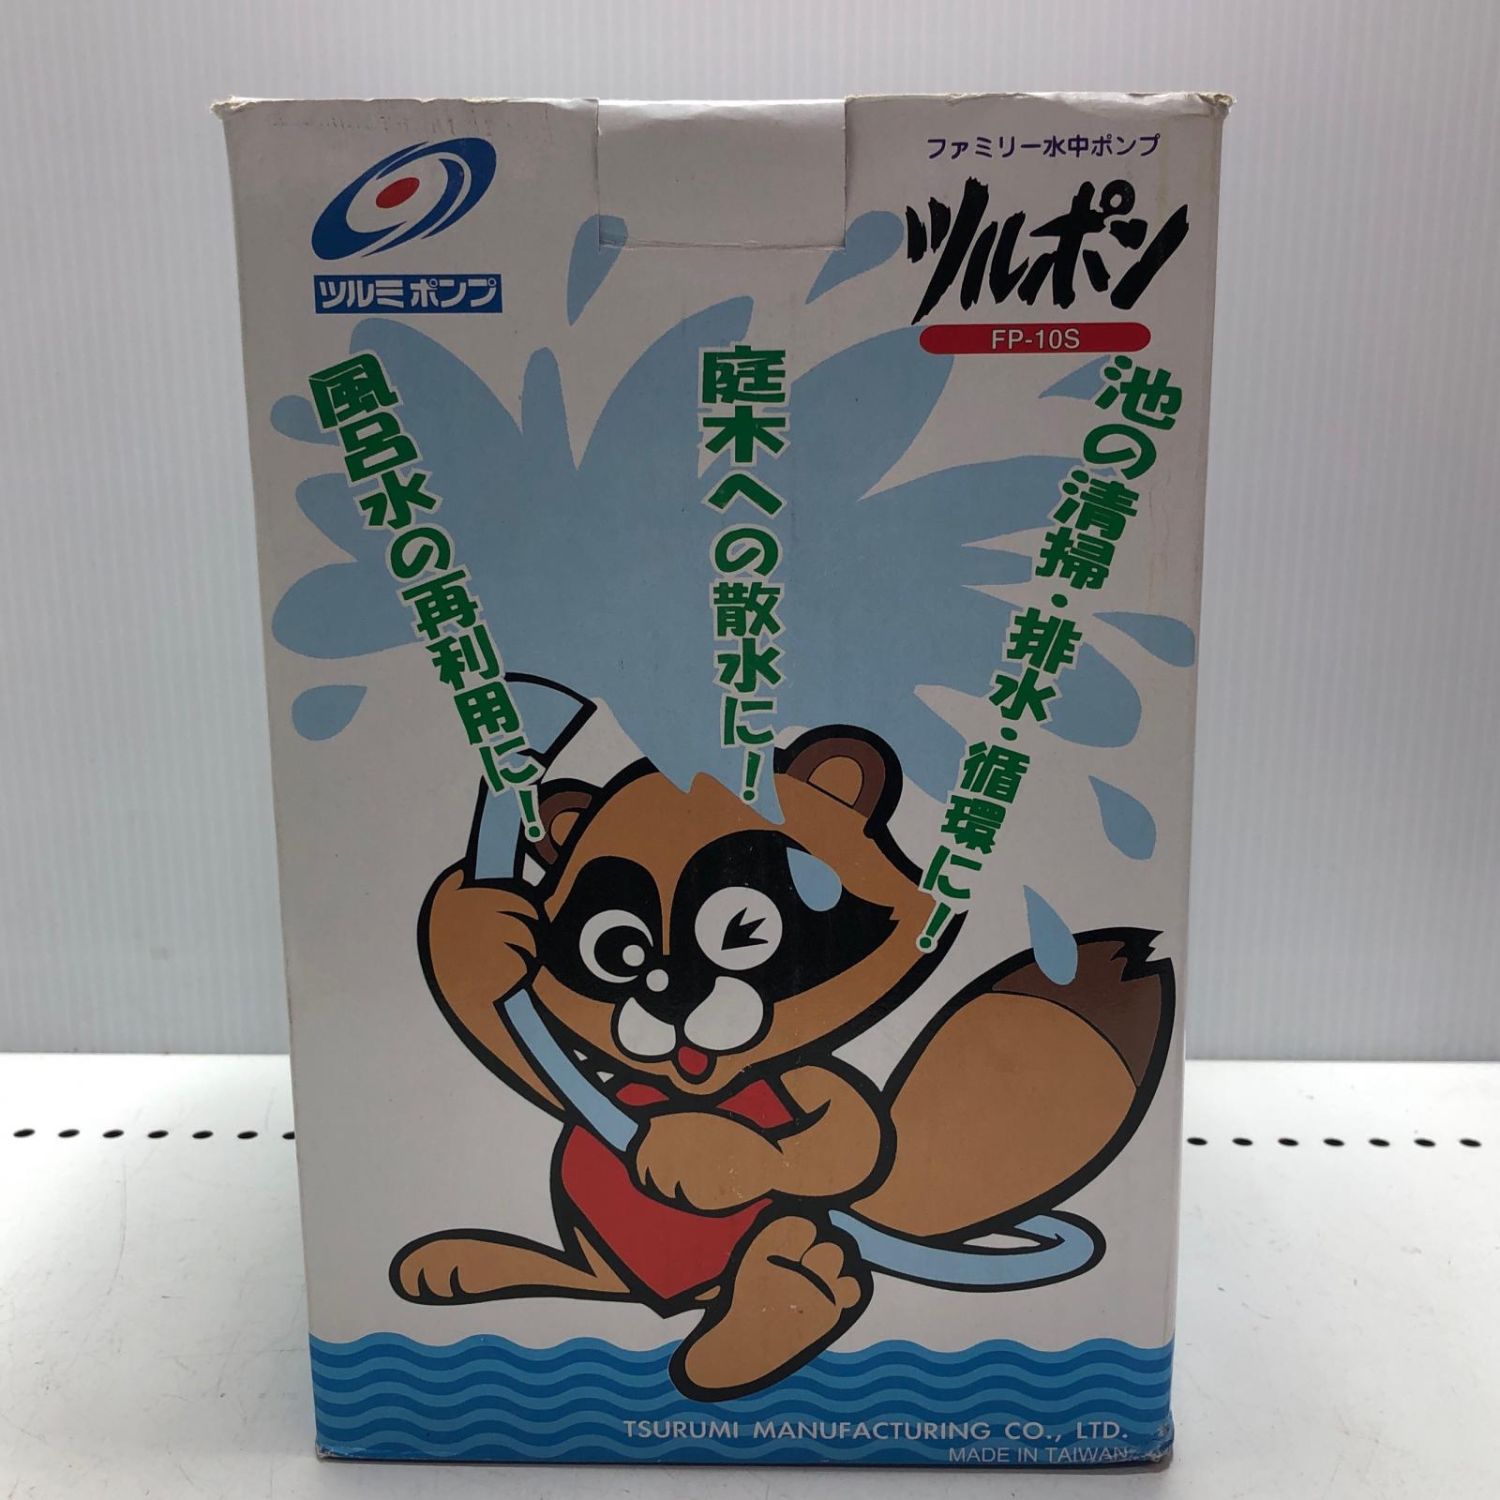 ツルミポンプ
ファミリー水中ポンプ
ツルポン
FP-10S
風呂水の再利用に!
庭木への散水に!
池の清掃・排水・循環に!
TSURUMI MANUFACTURING CO., LTD.
MADE IN TAIWAN